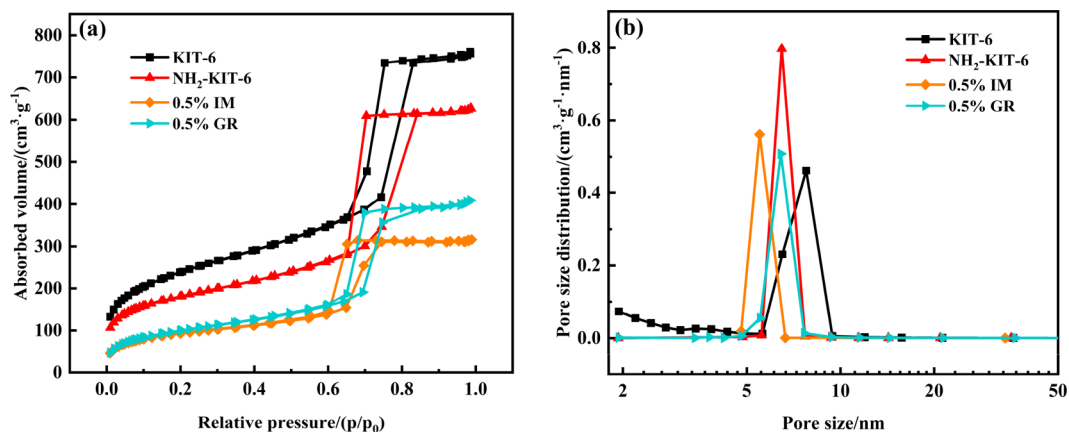 (a)
KIT-6
NH₂-KIT-6
0.5% IM
0.5% GR
800
700
600
500
400
300
200
100
0
0.0
0.2
0.4
0.6
0.8
1.0
Absorbed volume/(cm³·g⁻¹)
Relative pressure/(p/p₀)
(b)
KIT-6
NH₂-KIT-6
0.5% IM
0.5% GR
0.8
0.6
0.4
0.2
0.0
2
5
10
21
50
Pore size distribution/(cm³·g⁻¹·nm⁻¹)
Pore size/nm